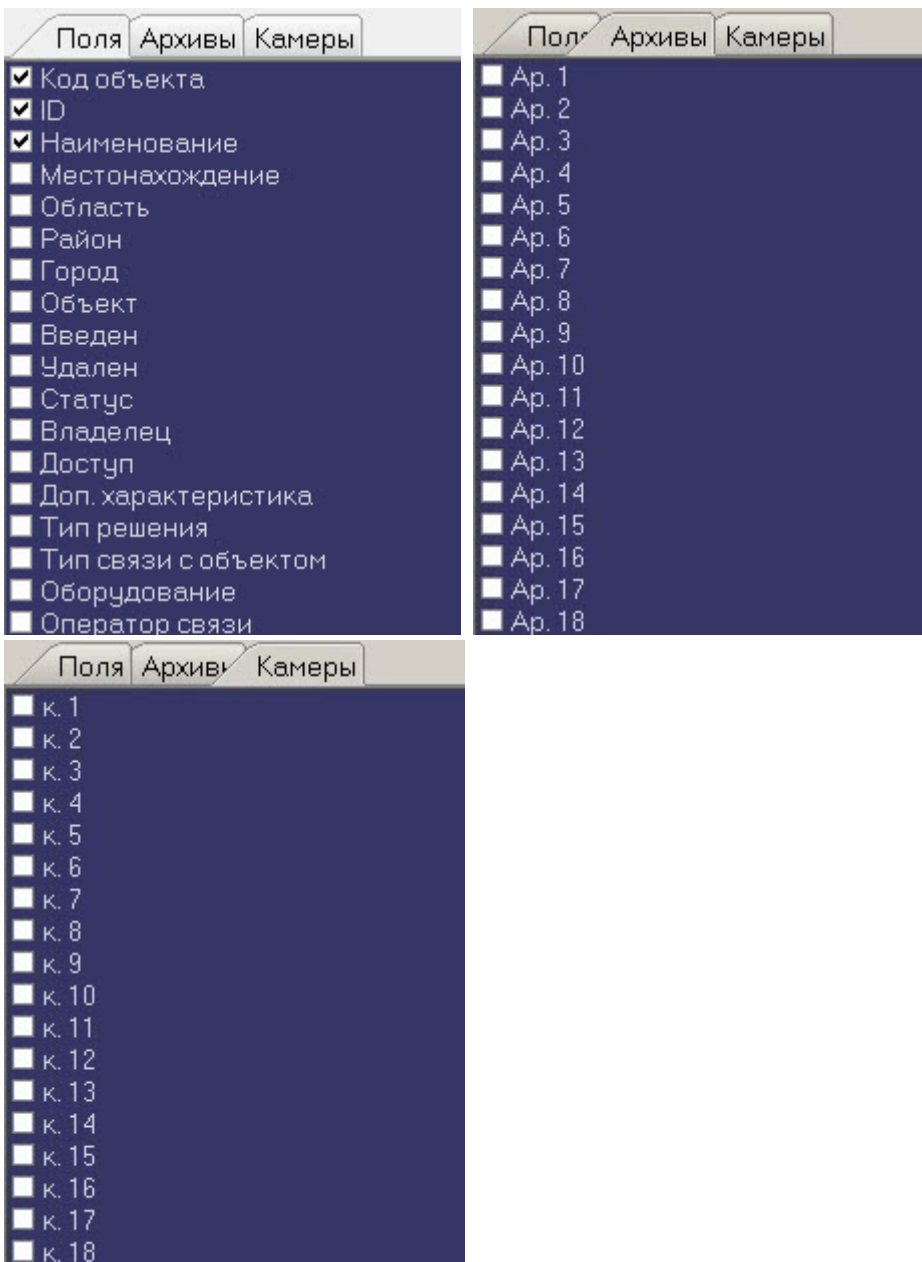 Поля Архивы Камеры
Код объекта
ID
Наименование
Местонахождение
Область
Район
Город
Объект
Введен
Удален
Статус
Владелец
Доступ
Доп. характеристика
Тип решения
Тип связи с объектом
Оборудование
Оператор связи
Поля Архивы Камеры
Ар. 1
Ар. 2
Ар. 3
Ар. 4
Ар. 5
Ар. 6
Ар. 7
Ар. 8
Ар. 9
Ар. 10
Ар. 11
Ар. 12
Ар. 13
Ар. 14
Ар. 15
Ар. 16
Ар. 17
Ар. 18
Поля Архивы Камеры
к. 1
к. 2
к. 3
к. 4
к. 5
к. 6
к. 7
к. 8
к. 9
к. 10
к. 11
к. 12
к. 13
к. 14
к. 15
к. 16
к. 17
к. 18